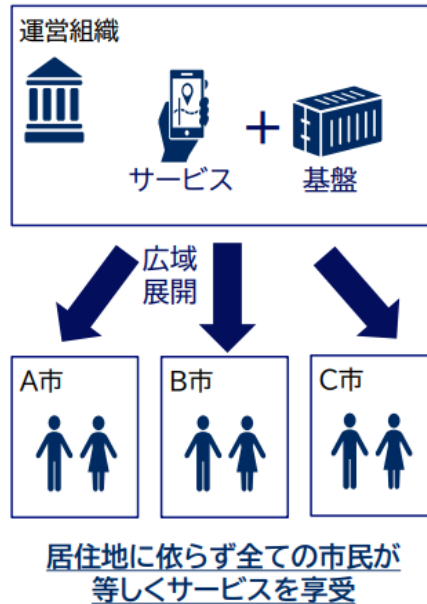 運営組織
サービス
+
基盤
広域
展開
A市
B市
C市
居住地に依らず全ての市民が
等しくサービスを享受